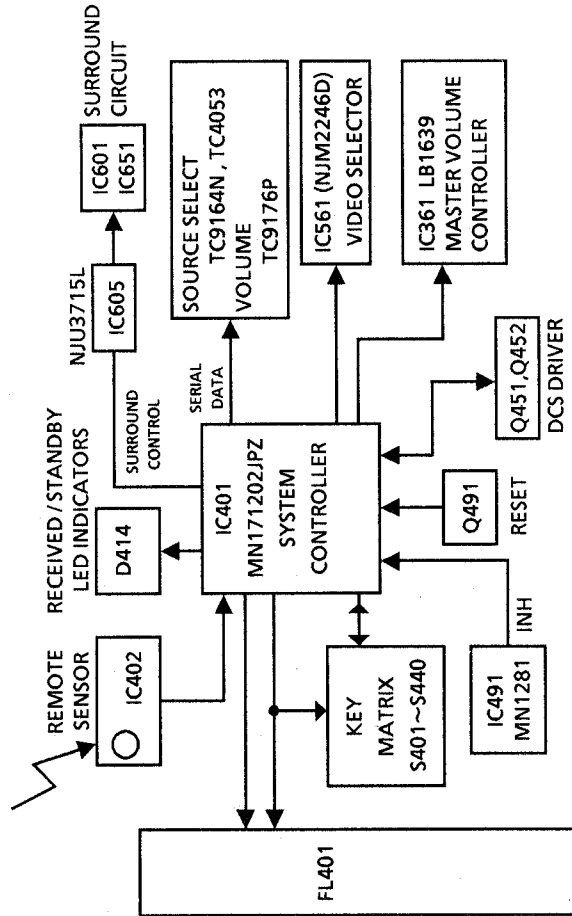 REMOTE
SENSOR
IC402
RECEIVED / STANDBY
LED INDICATORS
D414
SURROUND
CONTROL
NJU3715L
IC605
IC601
IC651
SURROUND
CIRCUIT
FL401
IC401
MN171202JPZ
SYSTEM
CONTROLLER
SERIAL
DATA
SOURCE SELECT
TC9164N , TC4053
VOLUME
TC9176P
IC561 (NJM2246D)
VIDEO SELECTOR
IC361 LB1639
MASTER VOLUME
CONTROLLER
KEY
MATRIX
S401~S440
IC491
MN1281
INH
Q491
RESET
Q451,Q452
DCS DRIVER